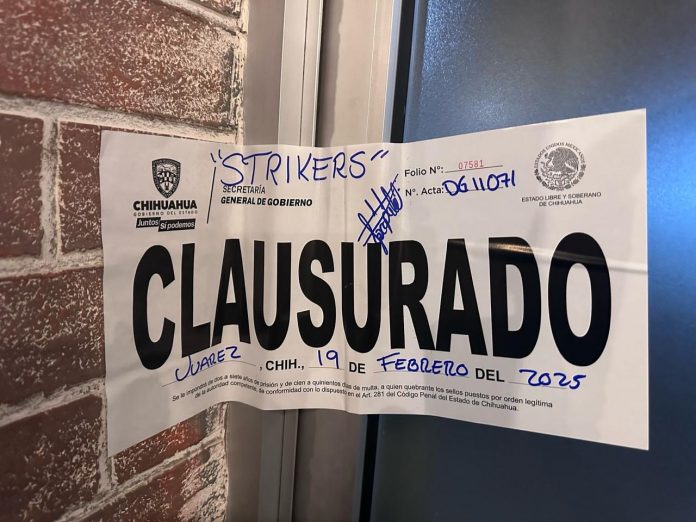 "STRIKERS"
CHIHUAHUA
GOBIERNO DEL ESTADO
Juntos Sí podemos
SECRETARÍA
GENERAL DE GOBIERNO
Folio N°: 07581
N°. Acta: DG 11071
ESTADOS UNIDOS MEXICANOS
ESTADO LIBRE Y SOBERANO
DE CHIHUAHUA
CLAUSURADO
JUAREZ, CHIH., 19 DE FEBRERO DEL 2025
Se le impondrá de dos a siete años de prisión y de cien a quinientos días de multa, a quien quebrante los sellos puestos por orden legítima
de la autoridad competente, de conformidad con lo dispuesto en el Art. 281 del Código Penal del Estado de Chihuahua.